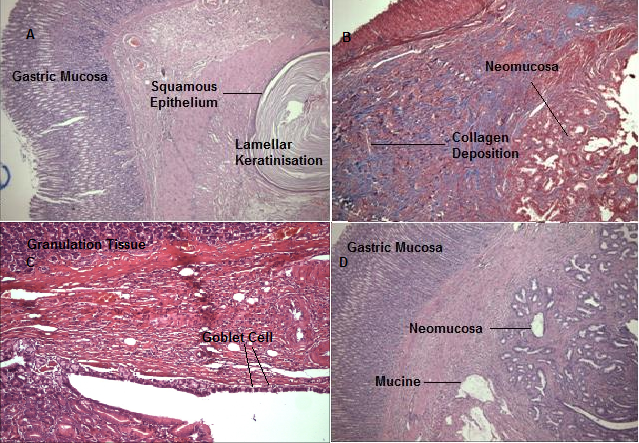 A
Gastric Mucosa
Squamous
Epithelium
Lamellar
Keratinisation
B
Neomucosa
Collagen
Deposition
Granulation Tissue
C
Goblet Cell
Gastric Mucosa
D
Neomucosa
Mucine